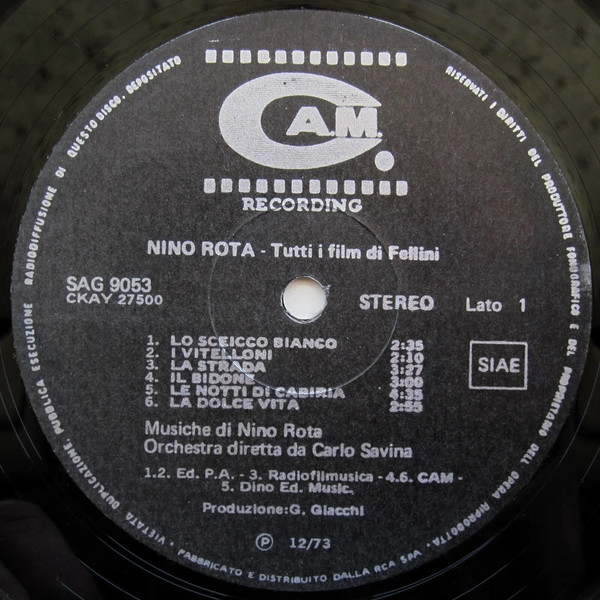 C.A.M.
RECORDING
NINO ROTA - Tutti i film di Fellini
SAG 9053
CKAY 27500
STEREO
Lato 1
1. LO SCEICCO BIANCO 2:35
2. I VITELLONI 2:10
3. LA STRADA 3:27
4. IL BIDONE 3:00
5. LE NOTTI DI CABIRIA 4:35
6. LA DOLCE VITA 2:55
SIAE
Musiche di Nino Rota
Orchestra diretta da Carlo Savina
1.2. Ed. P.A. - 3. Radiofilmusica - 4.6. CAM -
5. Dino Ed. Music.
Produzione: G. Giacchi
Ⓟ 12/73
RISERVATI I DIRITTI DEL PRODUTTORE FONOGRAFICO E DEL PROPRIETARIO DELL'OPERA RIPRODOTTA. • VIETATA DUPLICAZIONE, PUBBLICA ESECUZIONE RADIODIFFUSIONE DI QUESTO DISCO. DEPOSITATO
• FABBRICATO E DISTRIBUITO DALLA RCA SPA •